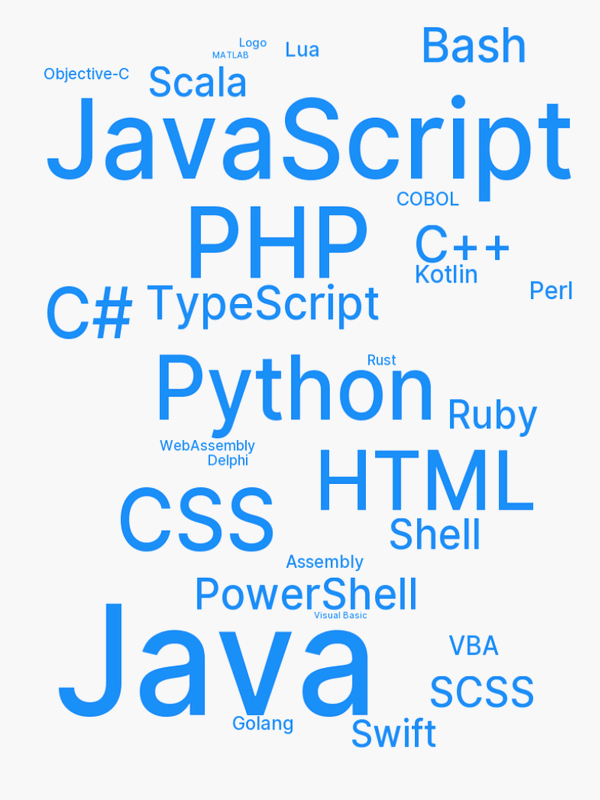 Logo
MATLAB
Lua
Bash
Objective-C
Scala
JavaScript
COBOL
PHP
C++
Kotlin
Perl
C#
TypeScript
Rust
Python
Ruby
WebAssembly
Delphi
HTML
CSS
Shell
Assembly
PowerShell
Visual Basic
Java
VBA
SCSS
Golang
Swift